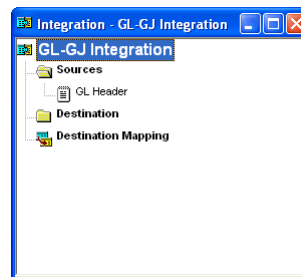 Integration - GL-GJ Integration
GL-GJ Integration
Sources
GL Header
Destination
Destination Mapping